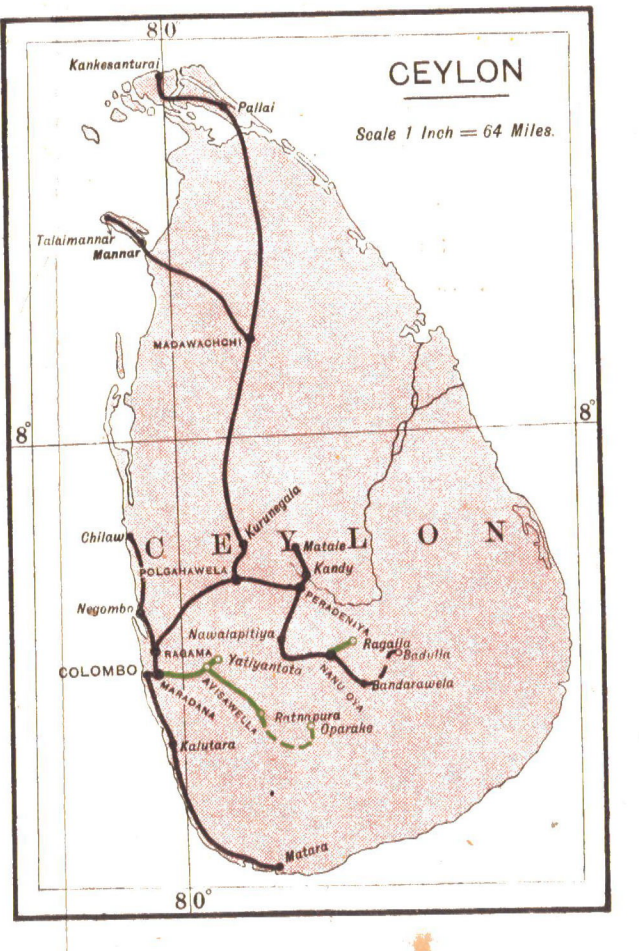 80°
Kankesanturai
CEYLON
Pallai
Scale 1 Inch = 64 Miles.
Talaimannar
Mannar
MADAWACHCHI
8°
8°
Kurunegala
Chilaw
CEYLON
Matale
POLGAHAWELA
Kandy
PERADENIYA
Negombo
Nawalapitiya
Ragalla
RAGAMA
Badulla
Yatiyantota
NANU OYA
COLOMBO
MARADANA
AVISAWELLA
Bandarawela
Ratnapura
Oparake
Kalutara
Matara
80°